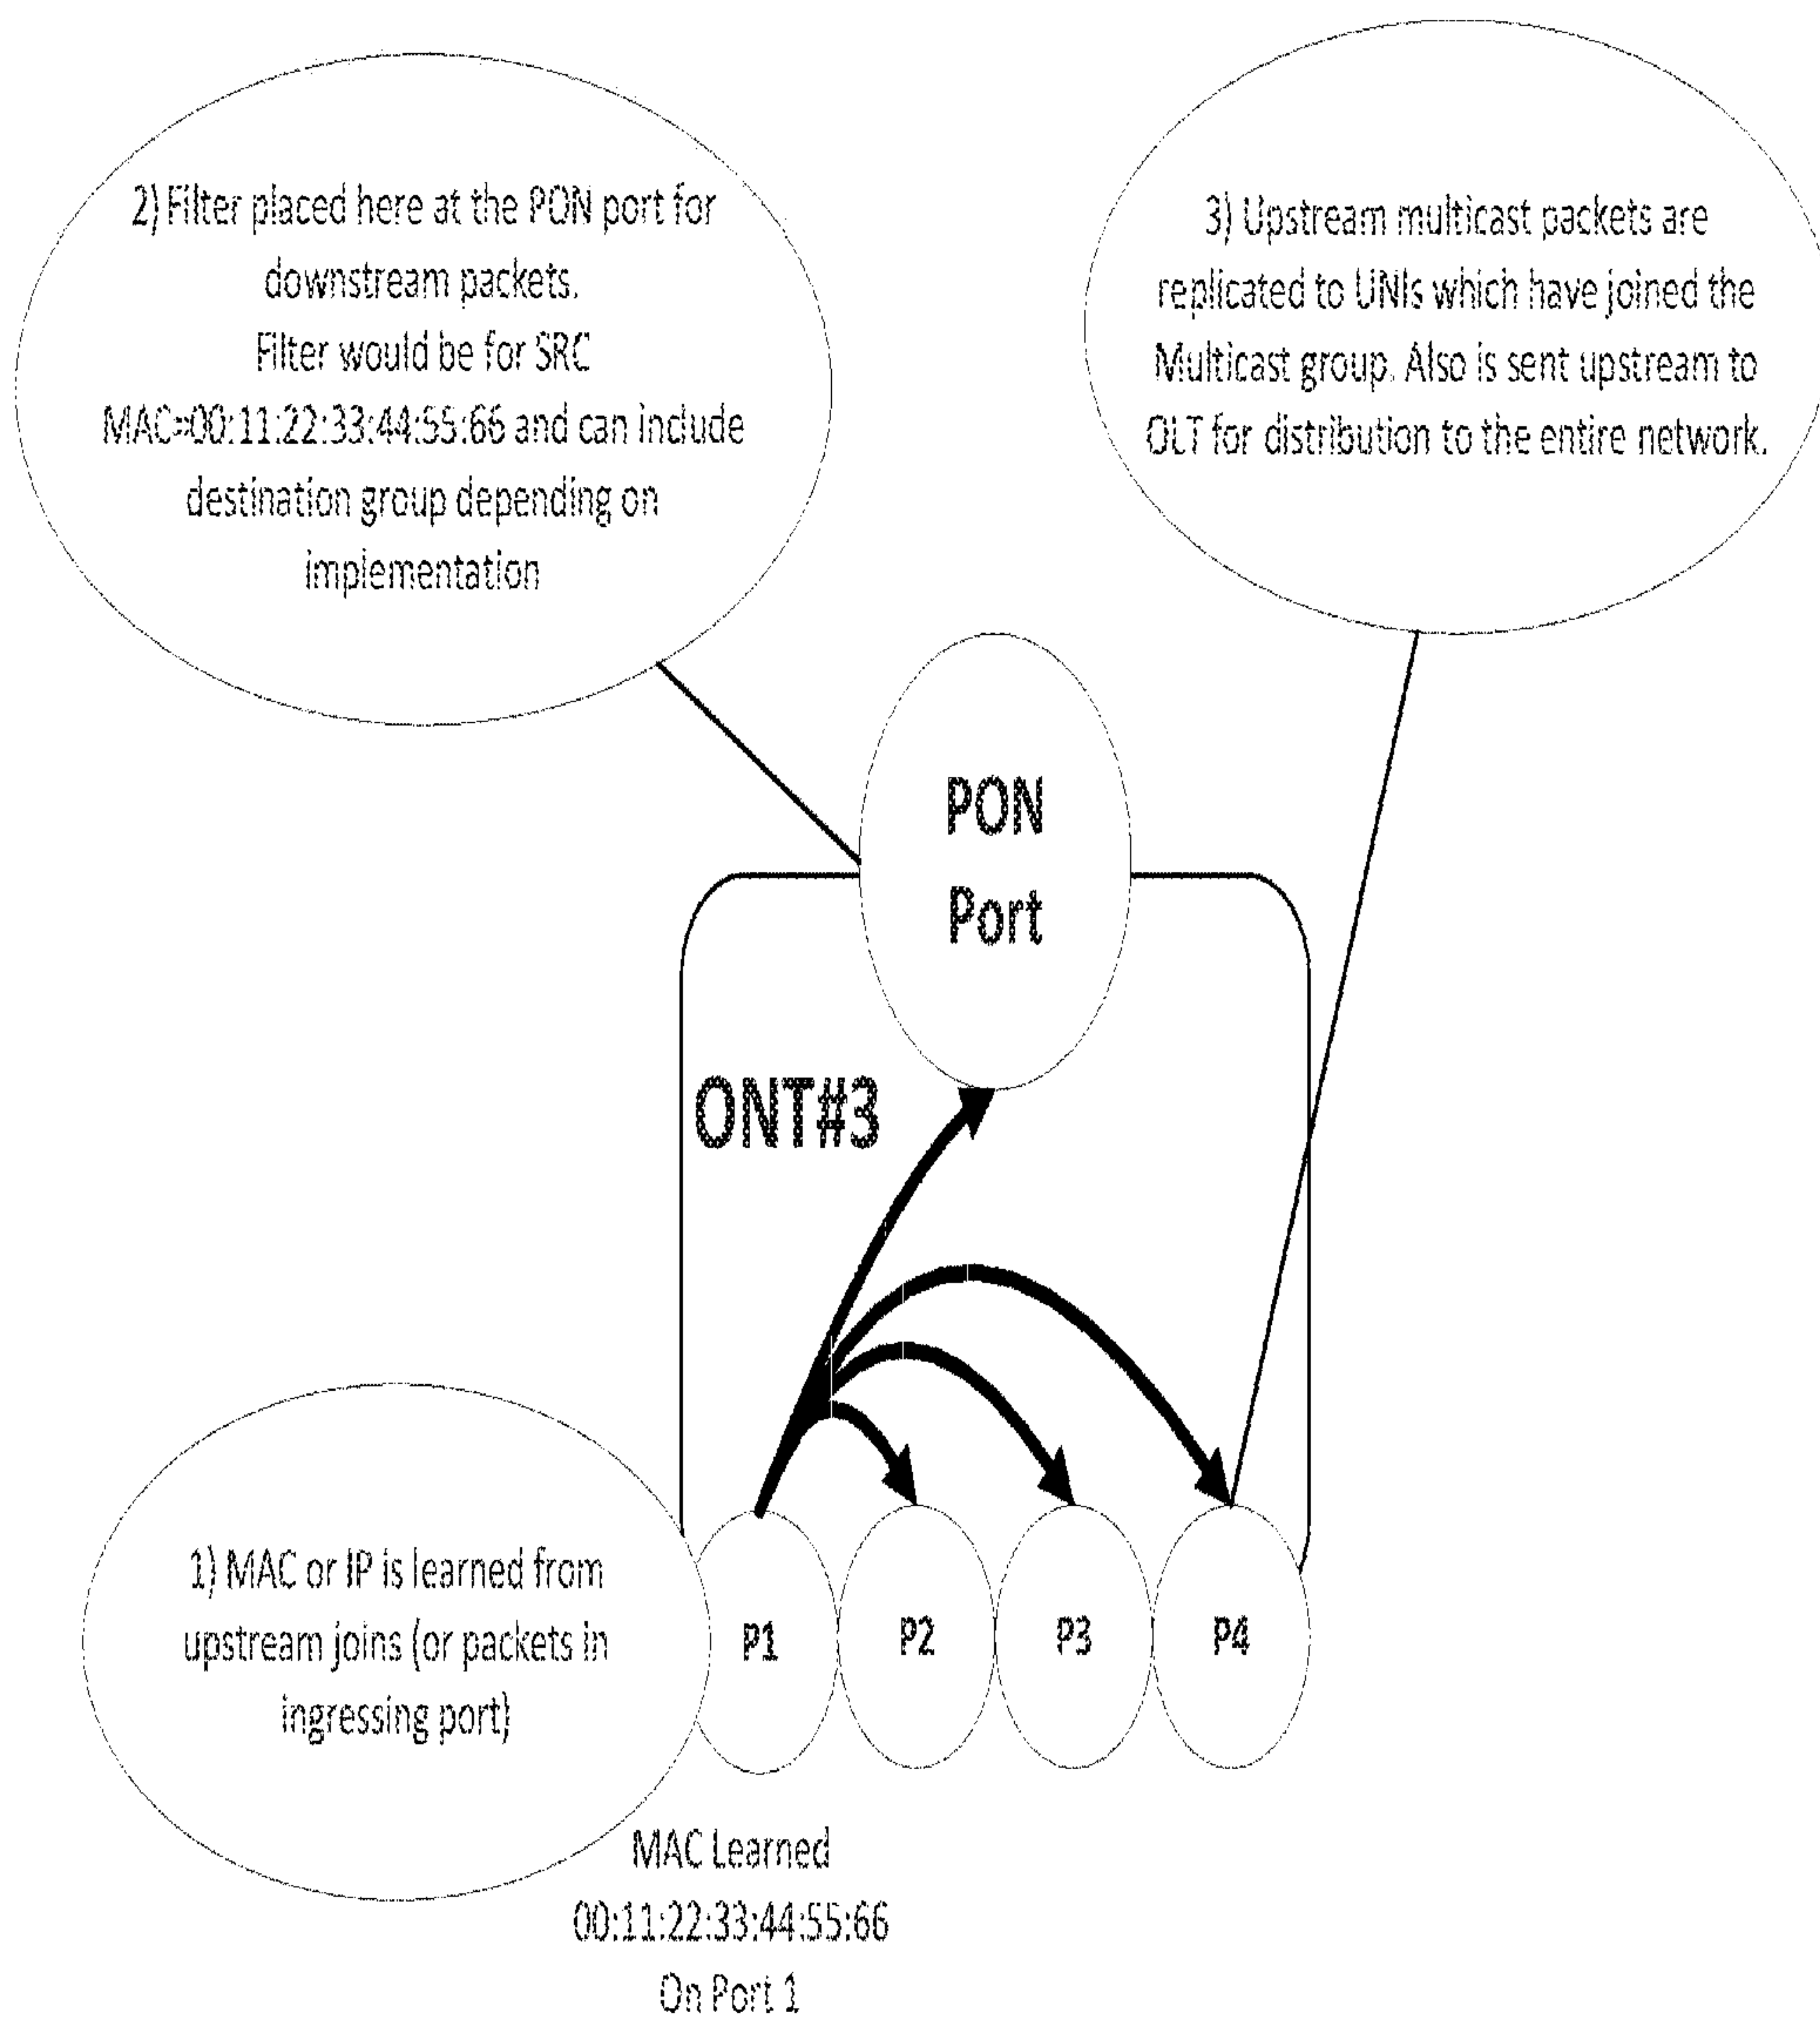 2) Filter placed here at the PON port for
downstream packets.
Filter would be for SRC
MAC=00:11:22:33:44:55:66 and can include
destination group depending on
implementation
3) Upstream multicast packets are
replicated to UNIs which have joined the
Multicast group. Also is sent upstream to
OLT for distribution to the entire network.
PON
Port
ONT#3
1) MAC or IP is learned from
upstream joins (or packets in
ingressing port)
P1
P2
P3
P4
MAC Learned
00:11:22:33:44:55:66
On Port 1